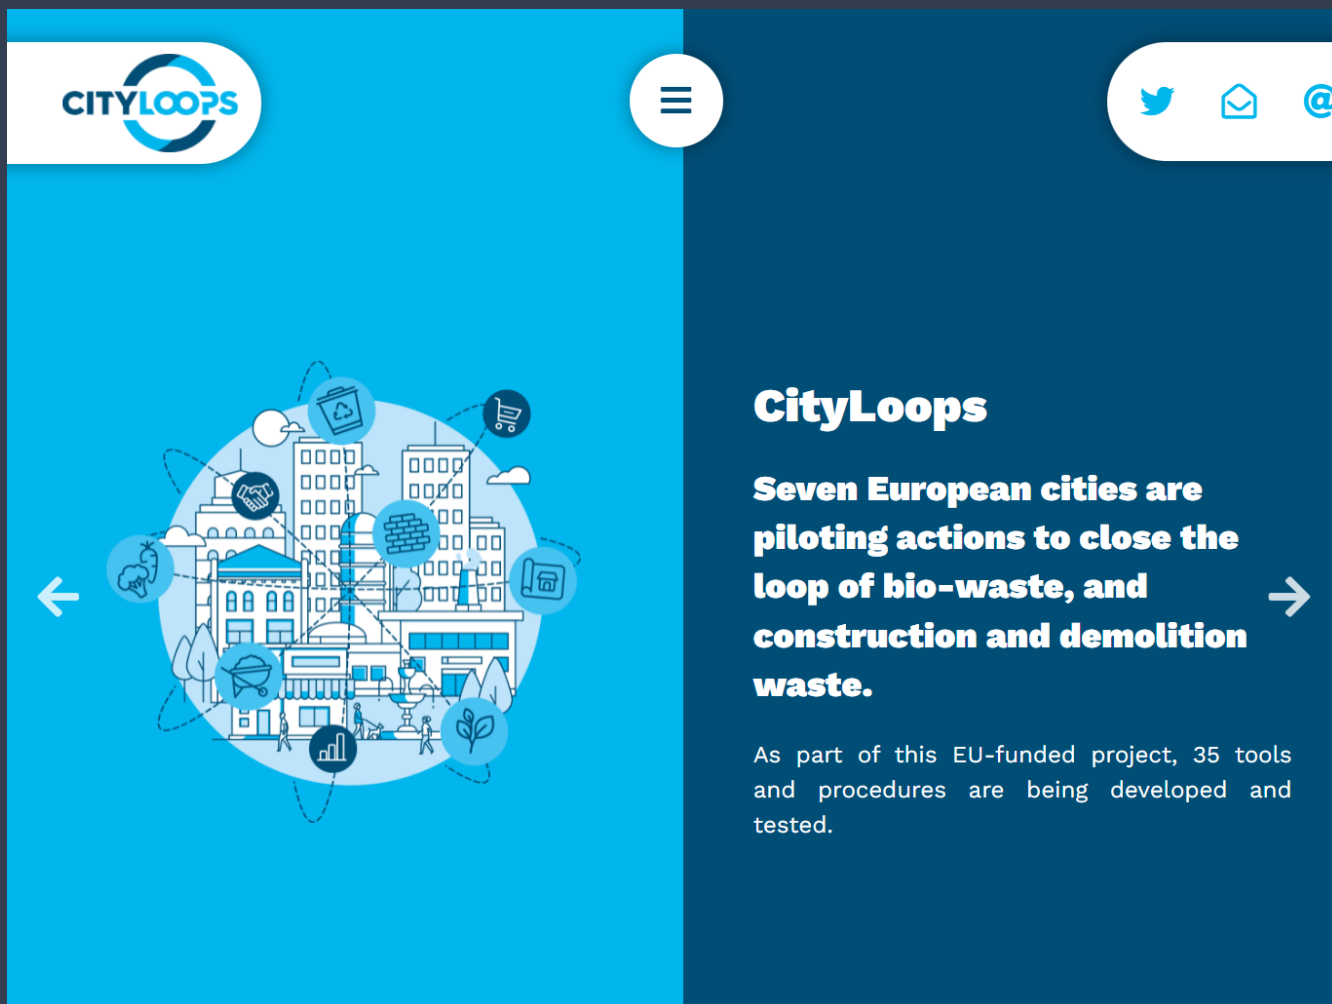 CITYLOOPS
CityLoops
Seven European cities are
piloting actions to close the
loop of bio-waste, and
construction and demolition
waste.
As part of this EU-funded project, 35 tools
and procedures are being developed and
tested.